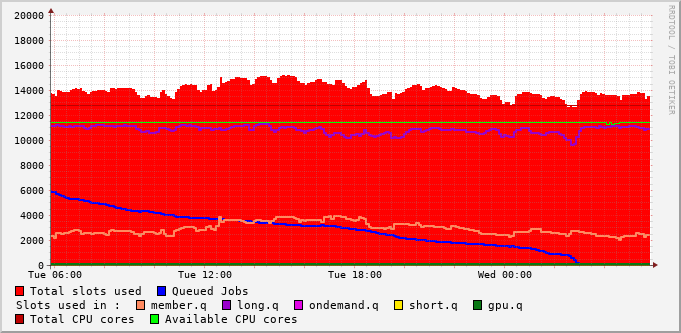 20000
18000
16000
14000
12000
10000
8000
6000
4000
2000
0
Tue 06:00 Tue 12:00 Tue 18:00 Wed 00:00
RRDTOOL / TOBI OETIKER
Total slots used Queued Jobs
Slots used in : member.q long.q ondemand.q short.q gpu.q
Total CPU cores Available CPU cores